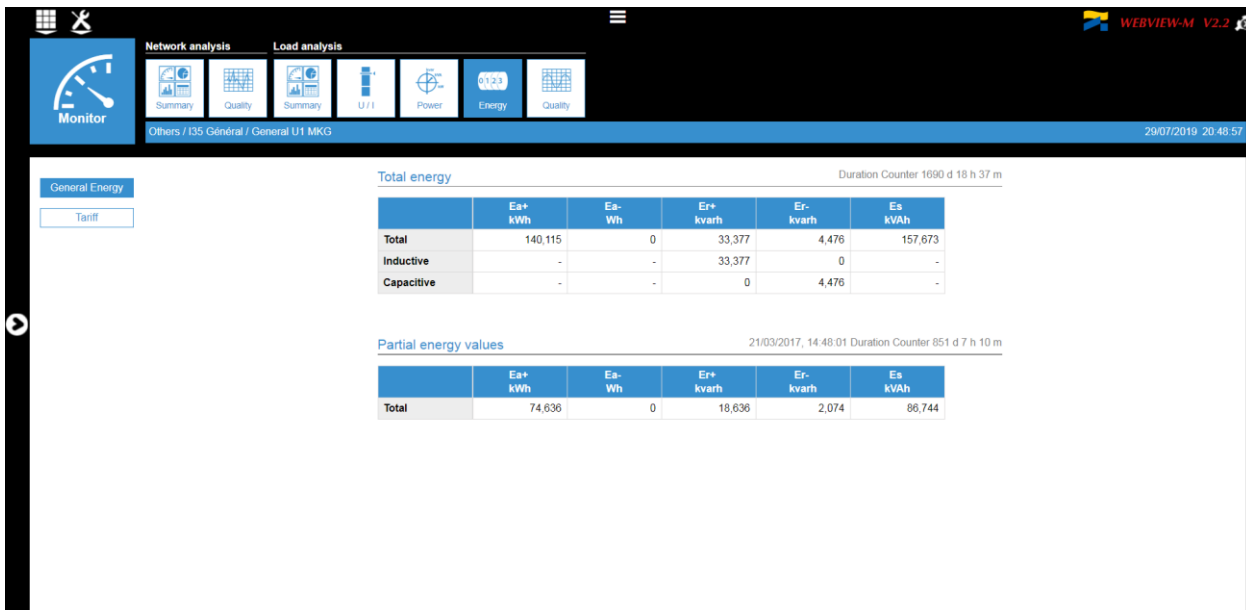 WEBVIEW-M V2.2
Network analysis Load analysis
0 1 2 3
Summary Quality Summary U / I Power Energy Quality
Monitor
Others / I35 Général / General U1 MKG 29/07/2019 20:48:57
General Energy
Tariff
Total energy Duration Counter 1690 d 18 h 37 m
Ea+ Ea- Er+ Er- Es
kWh Wh kvarh kvarh kVAh
Total 140,115 0 33,377 4,476 157,673
Inductive - - 33,377 0 -
Capacitive - - 0 4,476 -
Partial energy values 21/03/2017, 14:48:01 Duration Counter 851 d 7 h 10 m
Ea+ Ea- Er+ Er- Es
kWh Wh kvarh kvarh kVAh
Total 74,636 0 18,636 2,074 86,744